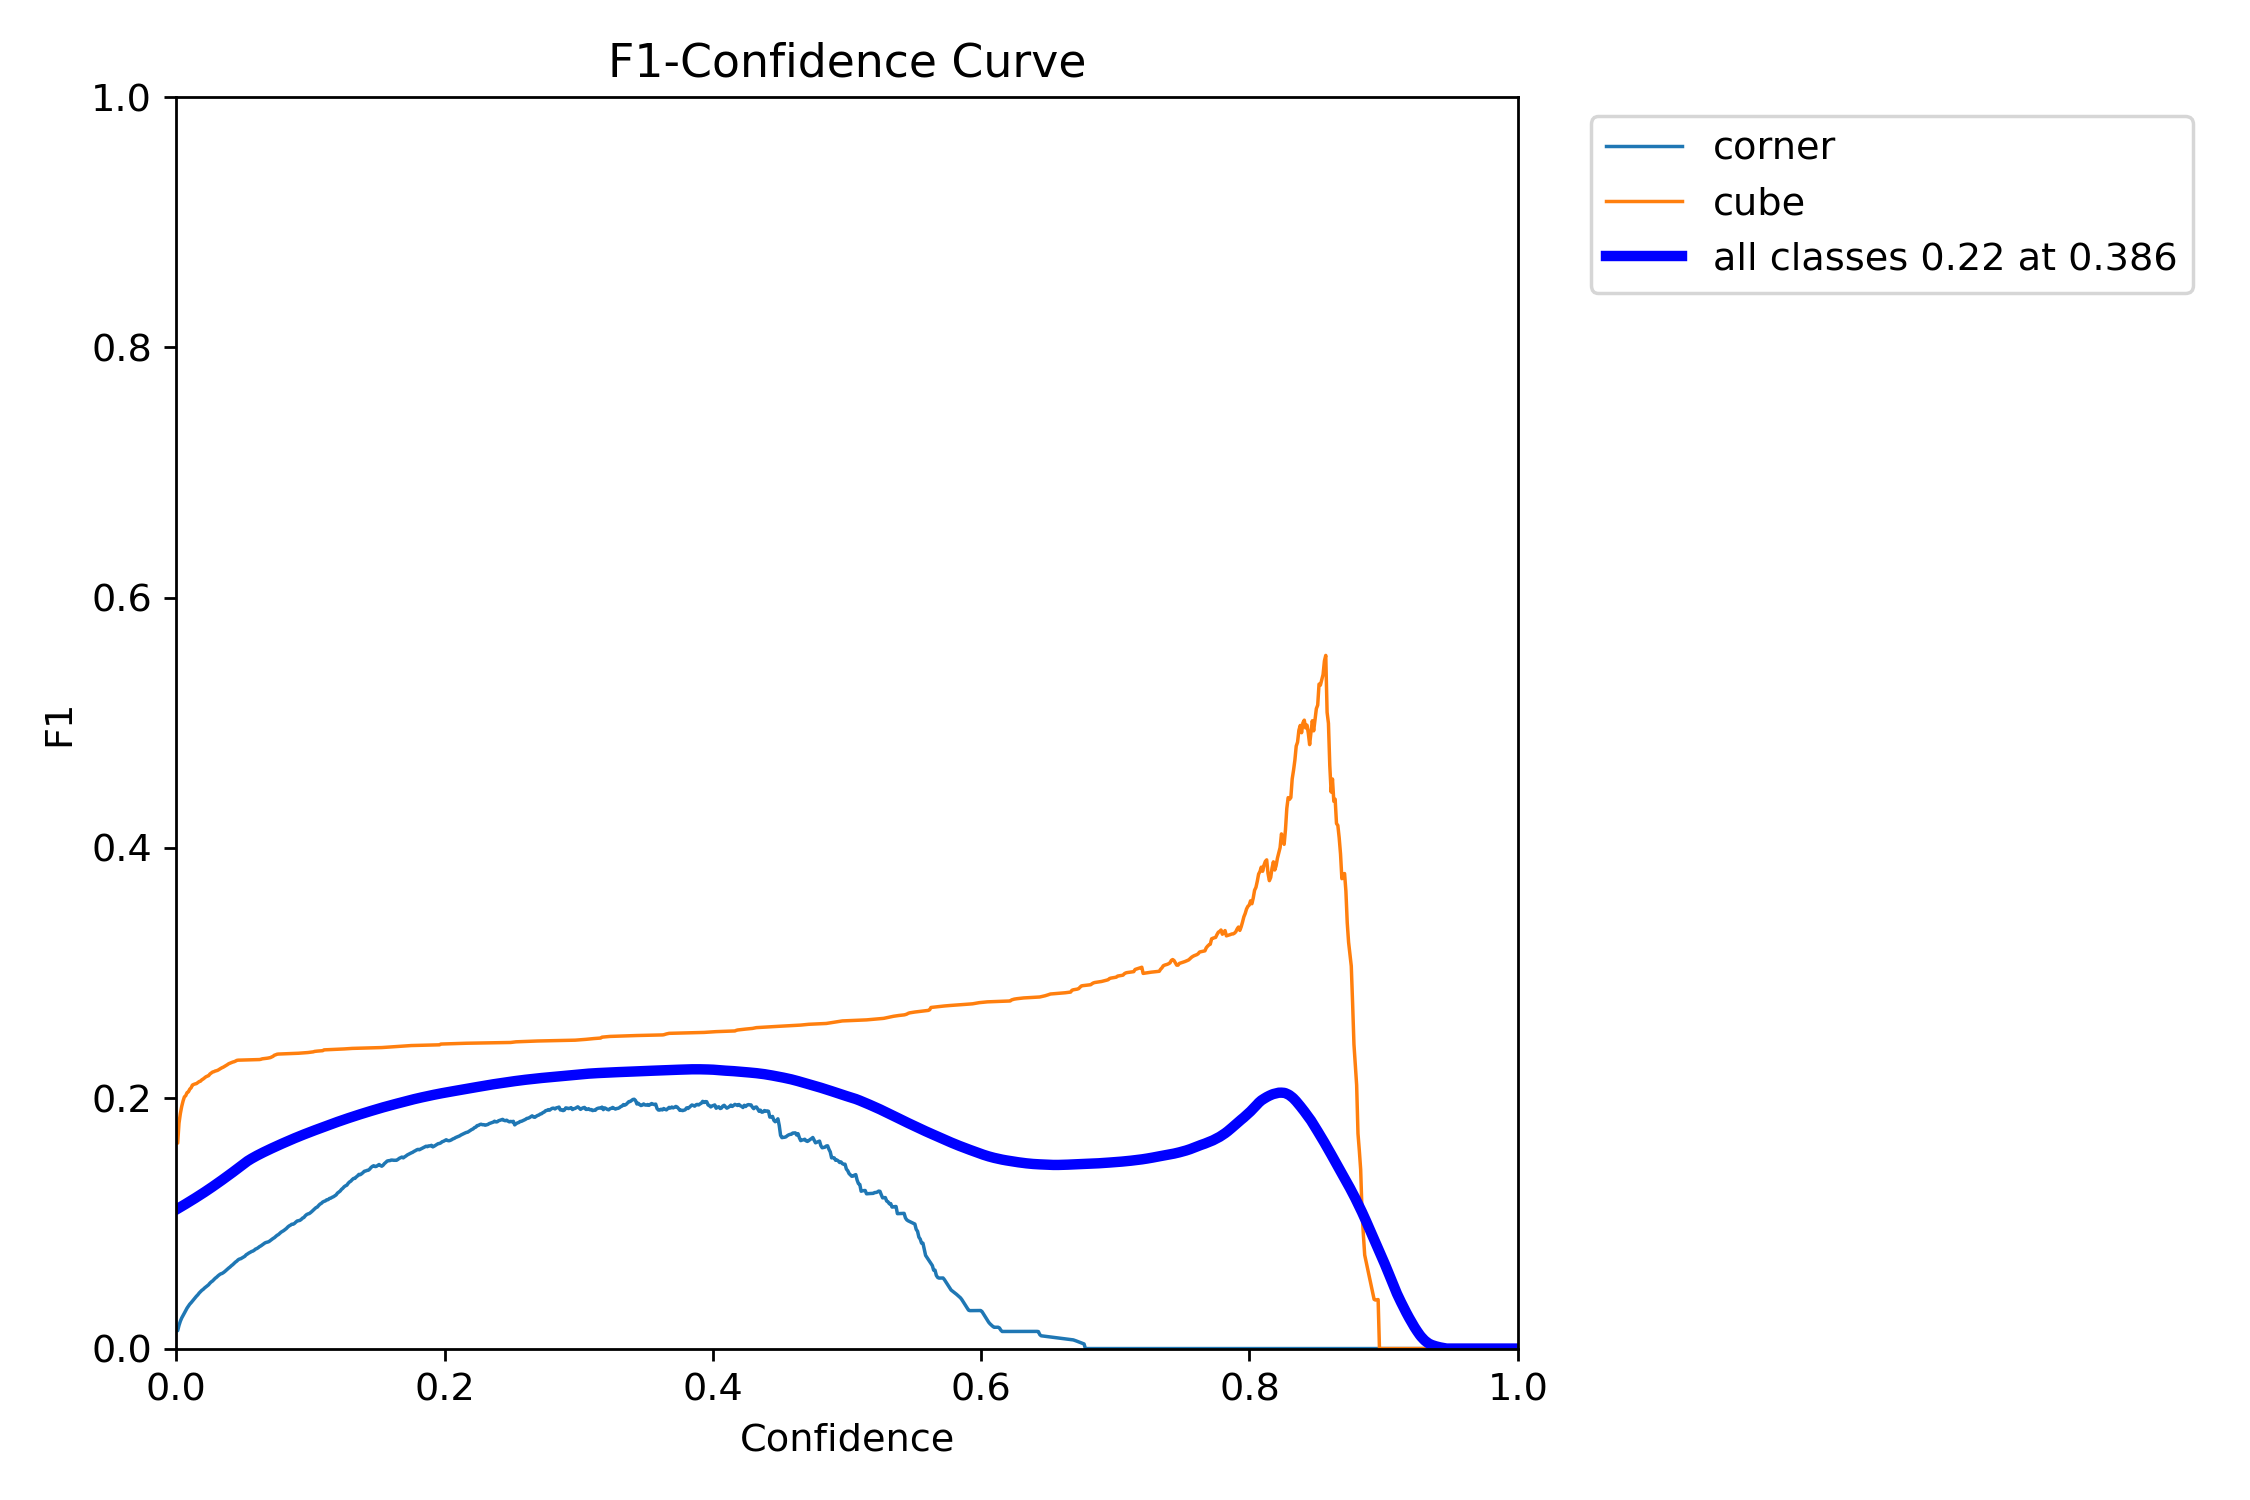 F1-Confidence Curve
1.0
0.8
0.6
0.4
0.2
0.0
F1
0.0 0.2 0.4 0.6 0.8 1.0
Confidence
corner
cube
all classes 0.22 at 0.386